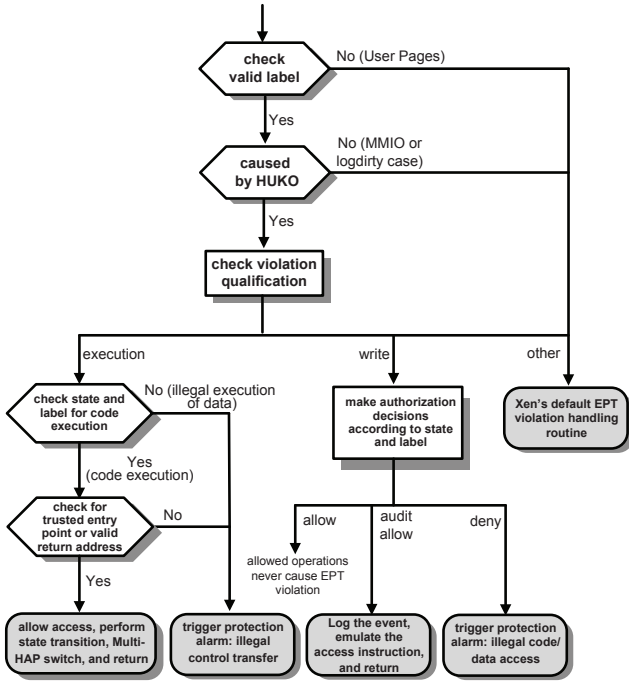 check
valid label
No (User Pages)
Yes
No (MMIO or
logdirty case)
caused
by HUKO
Yes
check violation
qualification
execution
write
other
check state and
label for code
execution
No (illegal execution
of data)
make authorization
decisions
according to state
and label
Xen's default EPT
violation handling
routine
Yes
(code execution)
check for
trusted entry
point or valid
return address
No
allow
audit
allow
deny
allowed operations
never cause EPT
violation
Yes
allow access, perform
state transition, Multi-
HAP switch, and return
trigger protection
alarm: illegal
control transfer
Log the event,
emulate the
access instruction,
and return
trigger protection
alarm: illegal code/
data access